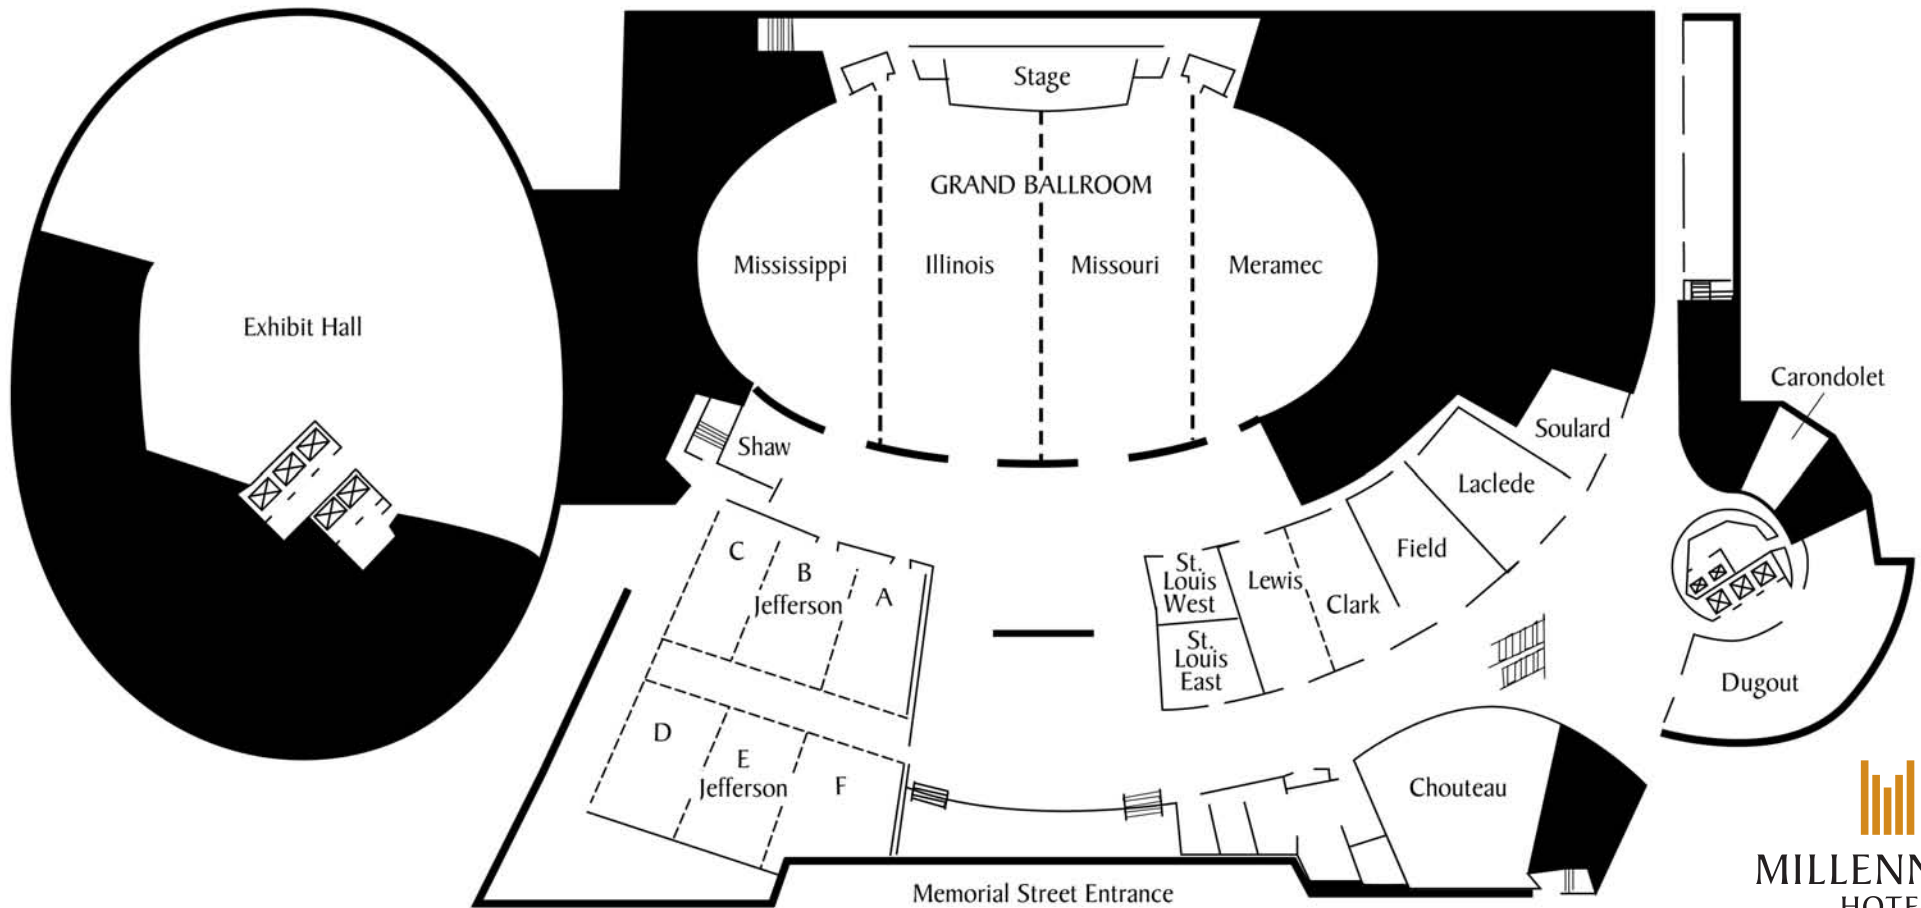 Stage
GRAND BALLROOM
Mississippi
Illinois
Missouri
Meramec
Exhibit Hall
Carondolet
Shaw
Soulard
Laclede
Field
C
B
Jefferson
A
St.
Louis
West
Lewis
Clark
St.
Louis
East
Dugout
D
E
Jefferson
F
Chouteau
Memorial Street Entrance